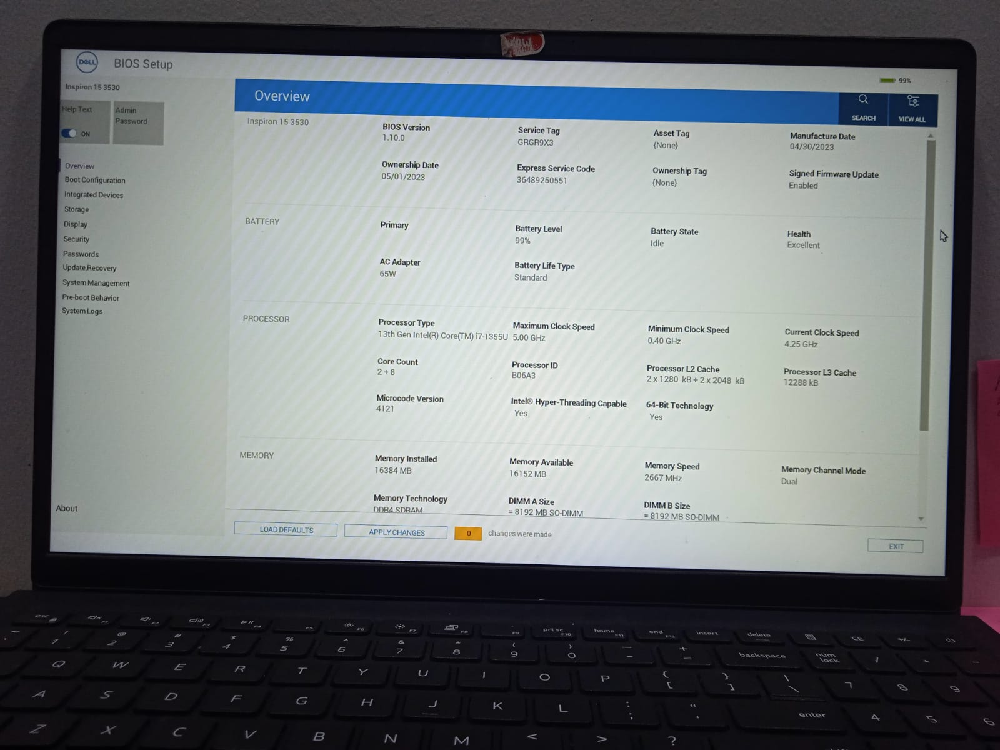 DELL
BIOS Setup
99%
Inspiron 15 3530
Help Text
ON
Admin
Password
Overview
SEARCH
VIEW ALL
Overview
Boot Configuration
Integrated Devices
Storage
Display
Security
Passwords
Update,Recovery
System Management
Pre-boot Behavior
System Logs
About
Inspiron 15 3530
BIOS Version
1.10.0
Service Tag
GRGR9X3
Asset Tag
{None}
Manufacture Date
04/30/2023
Ownership Date
05/01/2023
Express Service Code
36489250551
Ownership Tag
{None}
Signed Firmware Update
Enabled
BATTERY
Primary
Battery Level
99%
Battery State
Idle
Health
Excellent
AC Adapter
65W
Battery Life Type
Standard
PROCESSOR
Processor Type
13th Gen Intel(R) Core(TM) i7-1355U
Maximum Clock Speed
5.00 GHz
Minimum Clock Speed
0.40 GHz
Current Clock Speed
4.25 GHz
Core Count
2 + 8
Processor ID
B06A3
Processor L2 Cache
2 x 1280 kB + 2 x 2048 kB
Processor L3 Cache
12288 kB
Microcode Version
4121
Intel® Hyper-Threading Capable
Yes
64-Bit Technology
Yes
MEMORY
Memory Installed
16384 MB
Memory Available
16152 MB
Memory Speed
2667 MHz
Memory Channel Mode
Dual
Memory Technology
DDR4 SDRAM
DIMM A Size
= 8192 MB SO-DIMM
DIMM B Size
= 8192 MB SO-DIMM
LOAD DEFAULTS
APPLY CHANGES
0
changes were made
EXIT
esc F1 F2 F3 F4 F5 F6 F7 F8 F9 prt sc F10 home F11 end F12 insert delete CE +/-
~ ! @ # $ % ^ & * ( ) — +
1 2 3 4 5 6 7 8 9 0 - = backspace num lock / * -
Q W E R T Y U I O P { [ } ] | \ 7 8 9
A S D F G H J K L : ; “ ‘ enter 4 5 6
Z X C V B N M < > ?